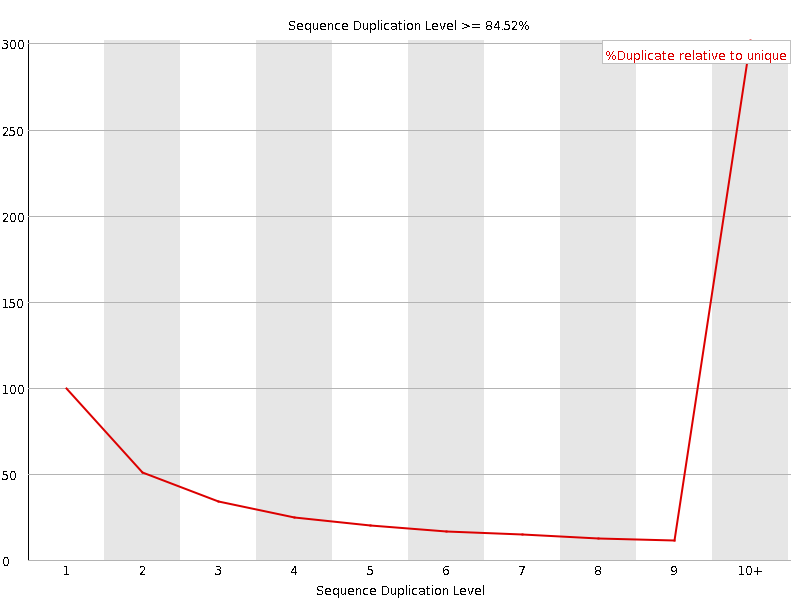 Sequence Duplication Level >= 84.52%
%Duplicate relative to unique
300
250
200
150
100
50
0
1 2 3 4 5 6 7 8 9 10+
Sequence Duplication Level